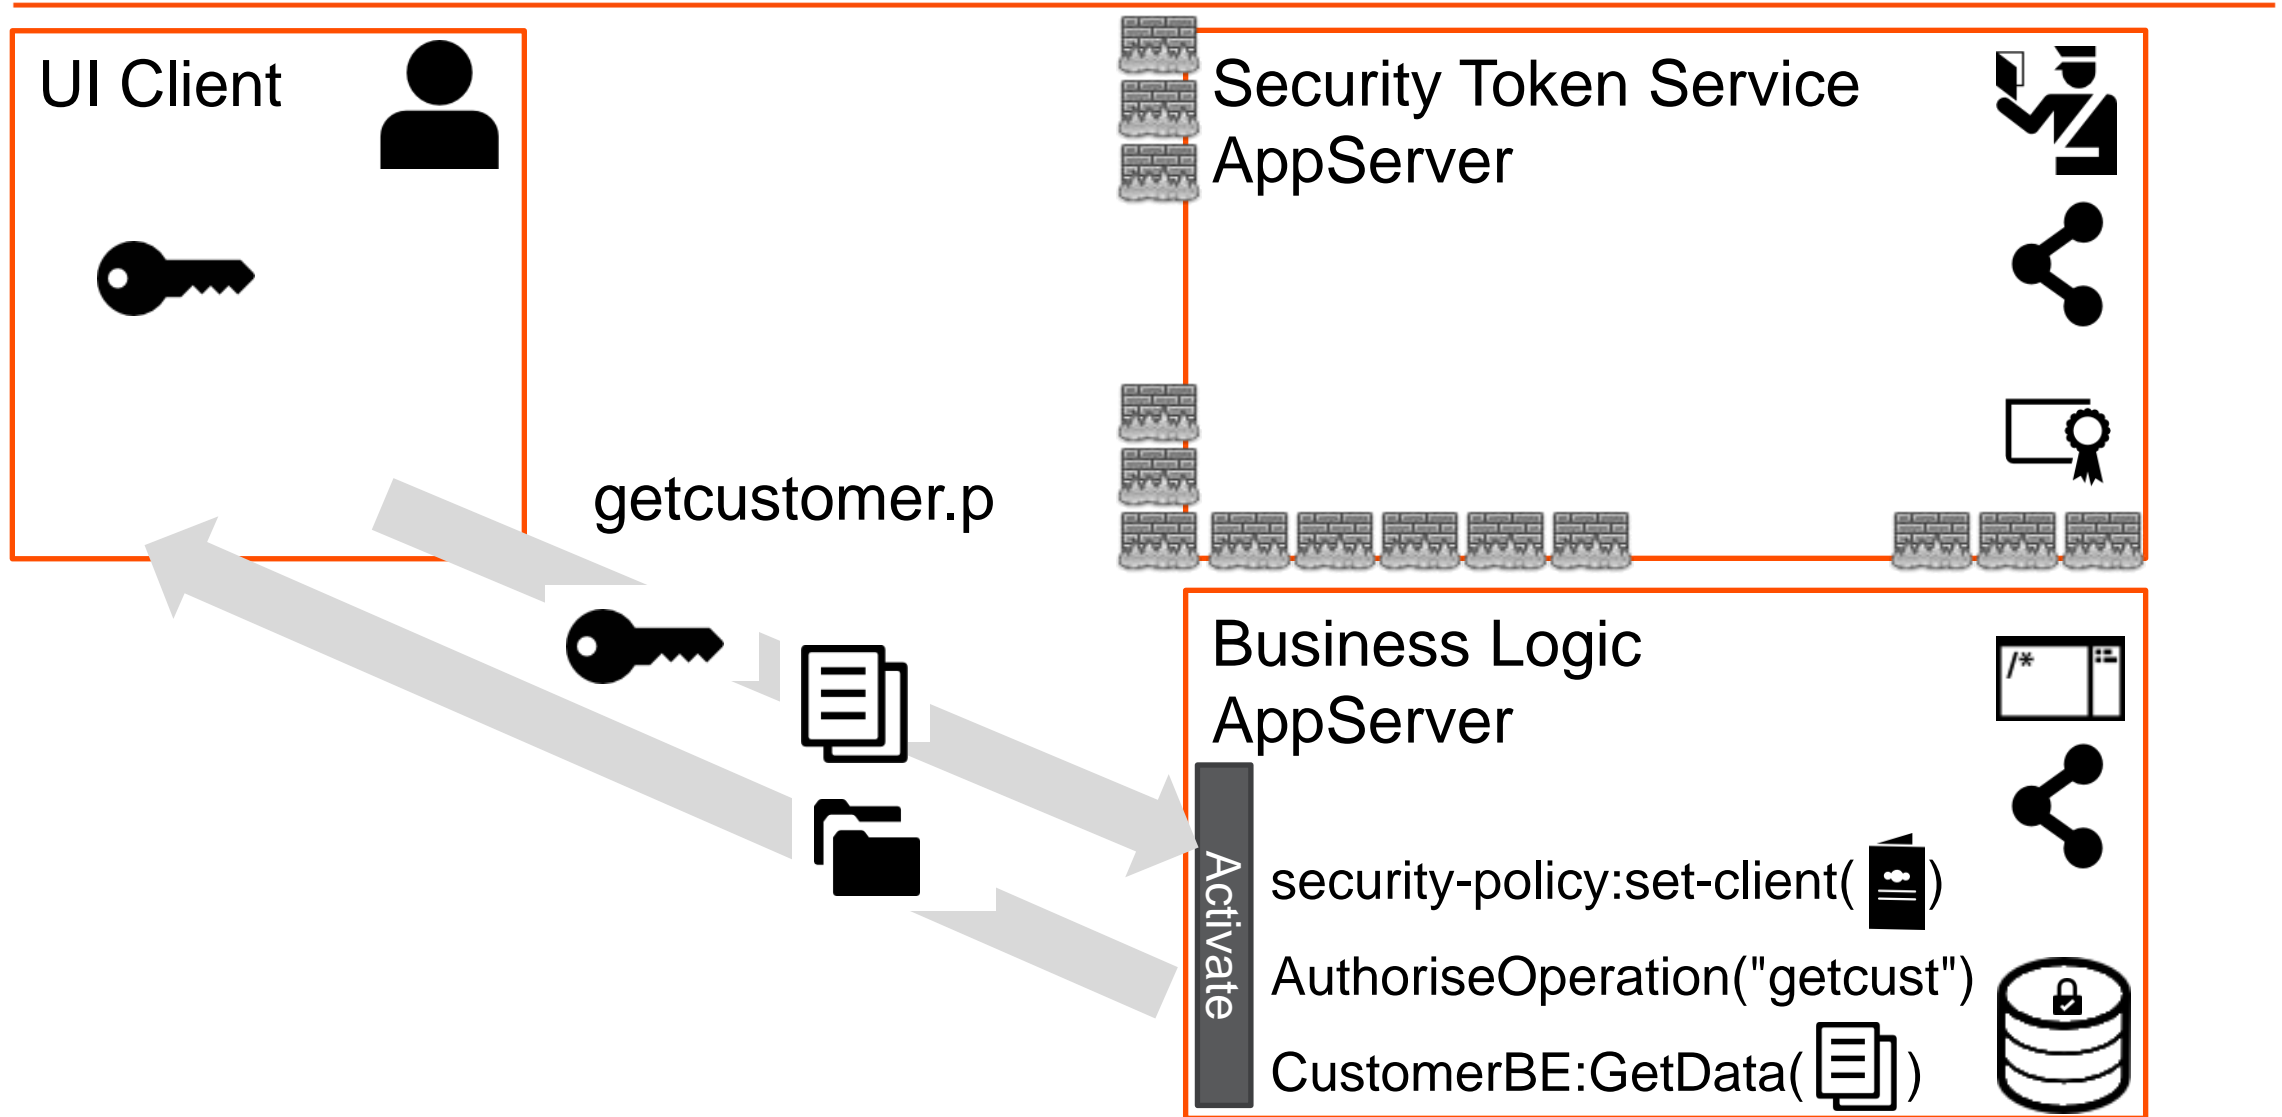 UI Client
Security Token Service
AppServer
getcustomer.p
Business Logic
AppServer
/*
Activate
security-policy:set-client( )
AuthoriseOperation("getcust")
CustomerBE:GetData( )